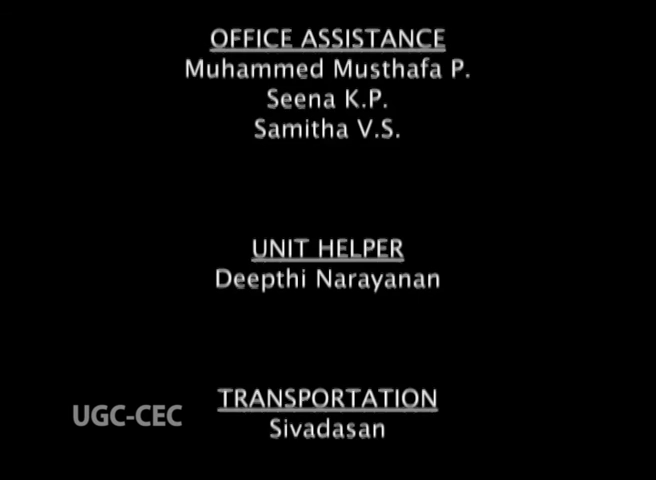 OFFICE ASSISTANCE
Muhammed Musthafa P.
Seena K.P.
Samitha V.S.
UNIT HELPER
Deepthi Narayanan
TRANSPORTATION
UGC-CEC
Sivadasan